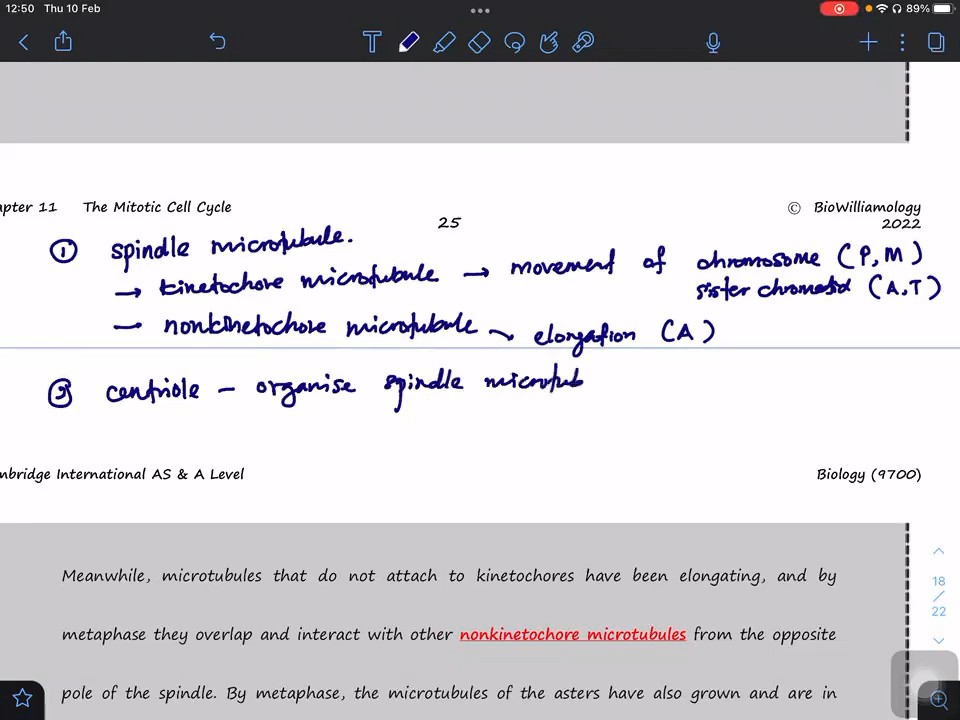 12:50 Thu 10 Feb 89%
apter 11 The Mitotic Cell Cycle © BioWilliamology
25 2022
① spindle microtubule.
→ kinetochore microtubule → movement of chromosome (P, M)
sister chromatid (A,T)
→ nonkinetochore microtubule → elongation (A)
② centriole - organise spindle microtub
mbridge International AS & A Level Biology (9700)
Meanwhile, microtubules that do not attach to kinetochores have been elongating, and by
metaphase they overlap and interact with other nonkinetochore microtubules from the opposite
pole of the spindle. By metaphase, the microtubules of the asters have also grown and are in
18
/
22